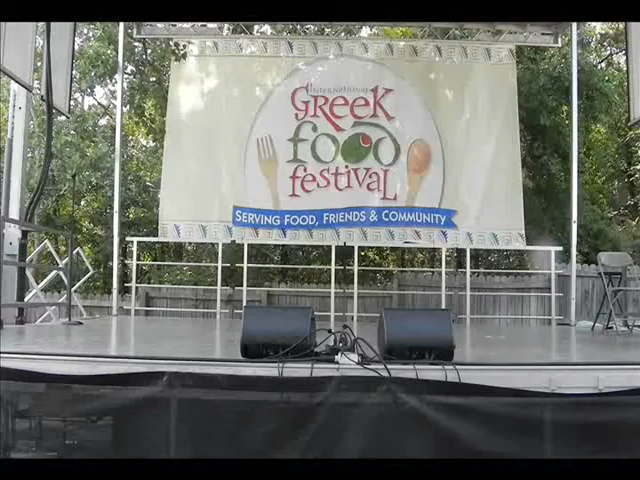 INTERNATIONAL
GREEK
fOOD
festivaL
SERVING FOOD, FRIENDS & COMMUNITY